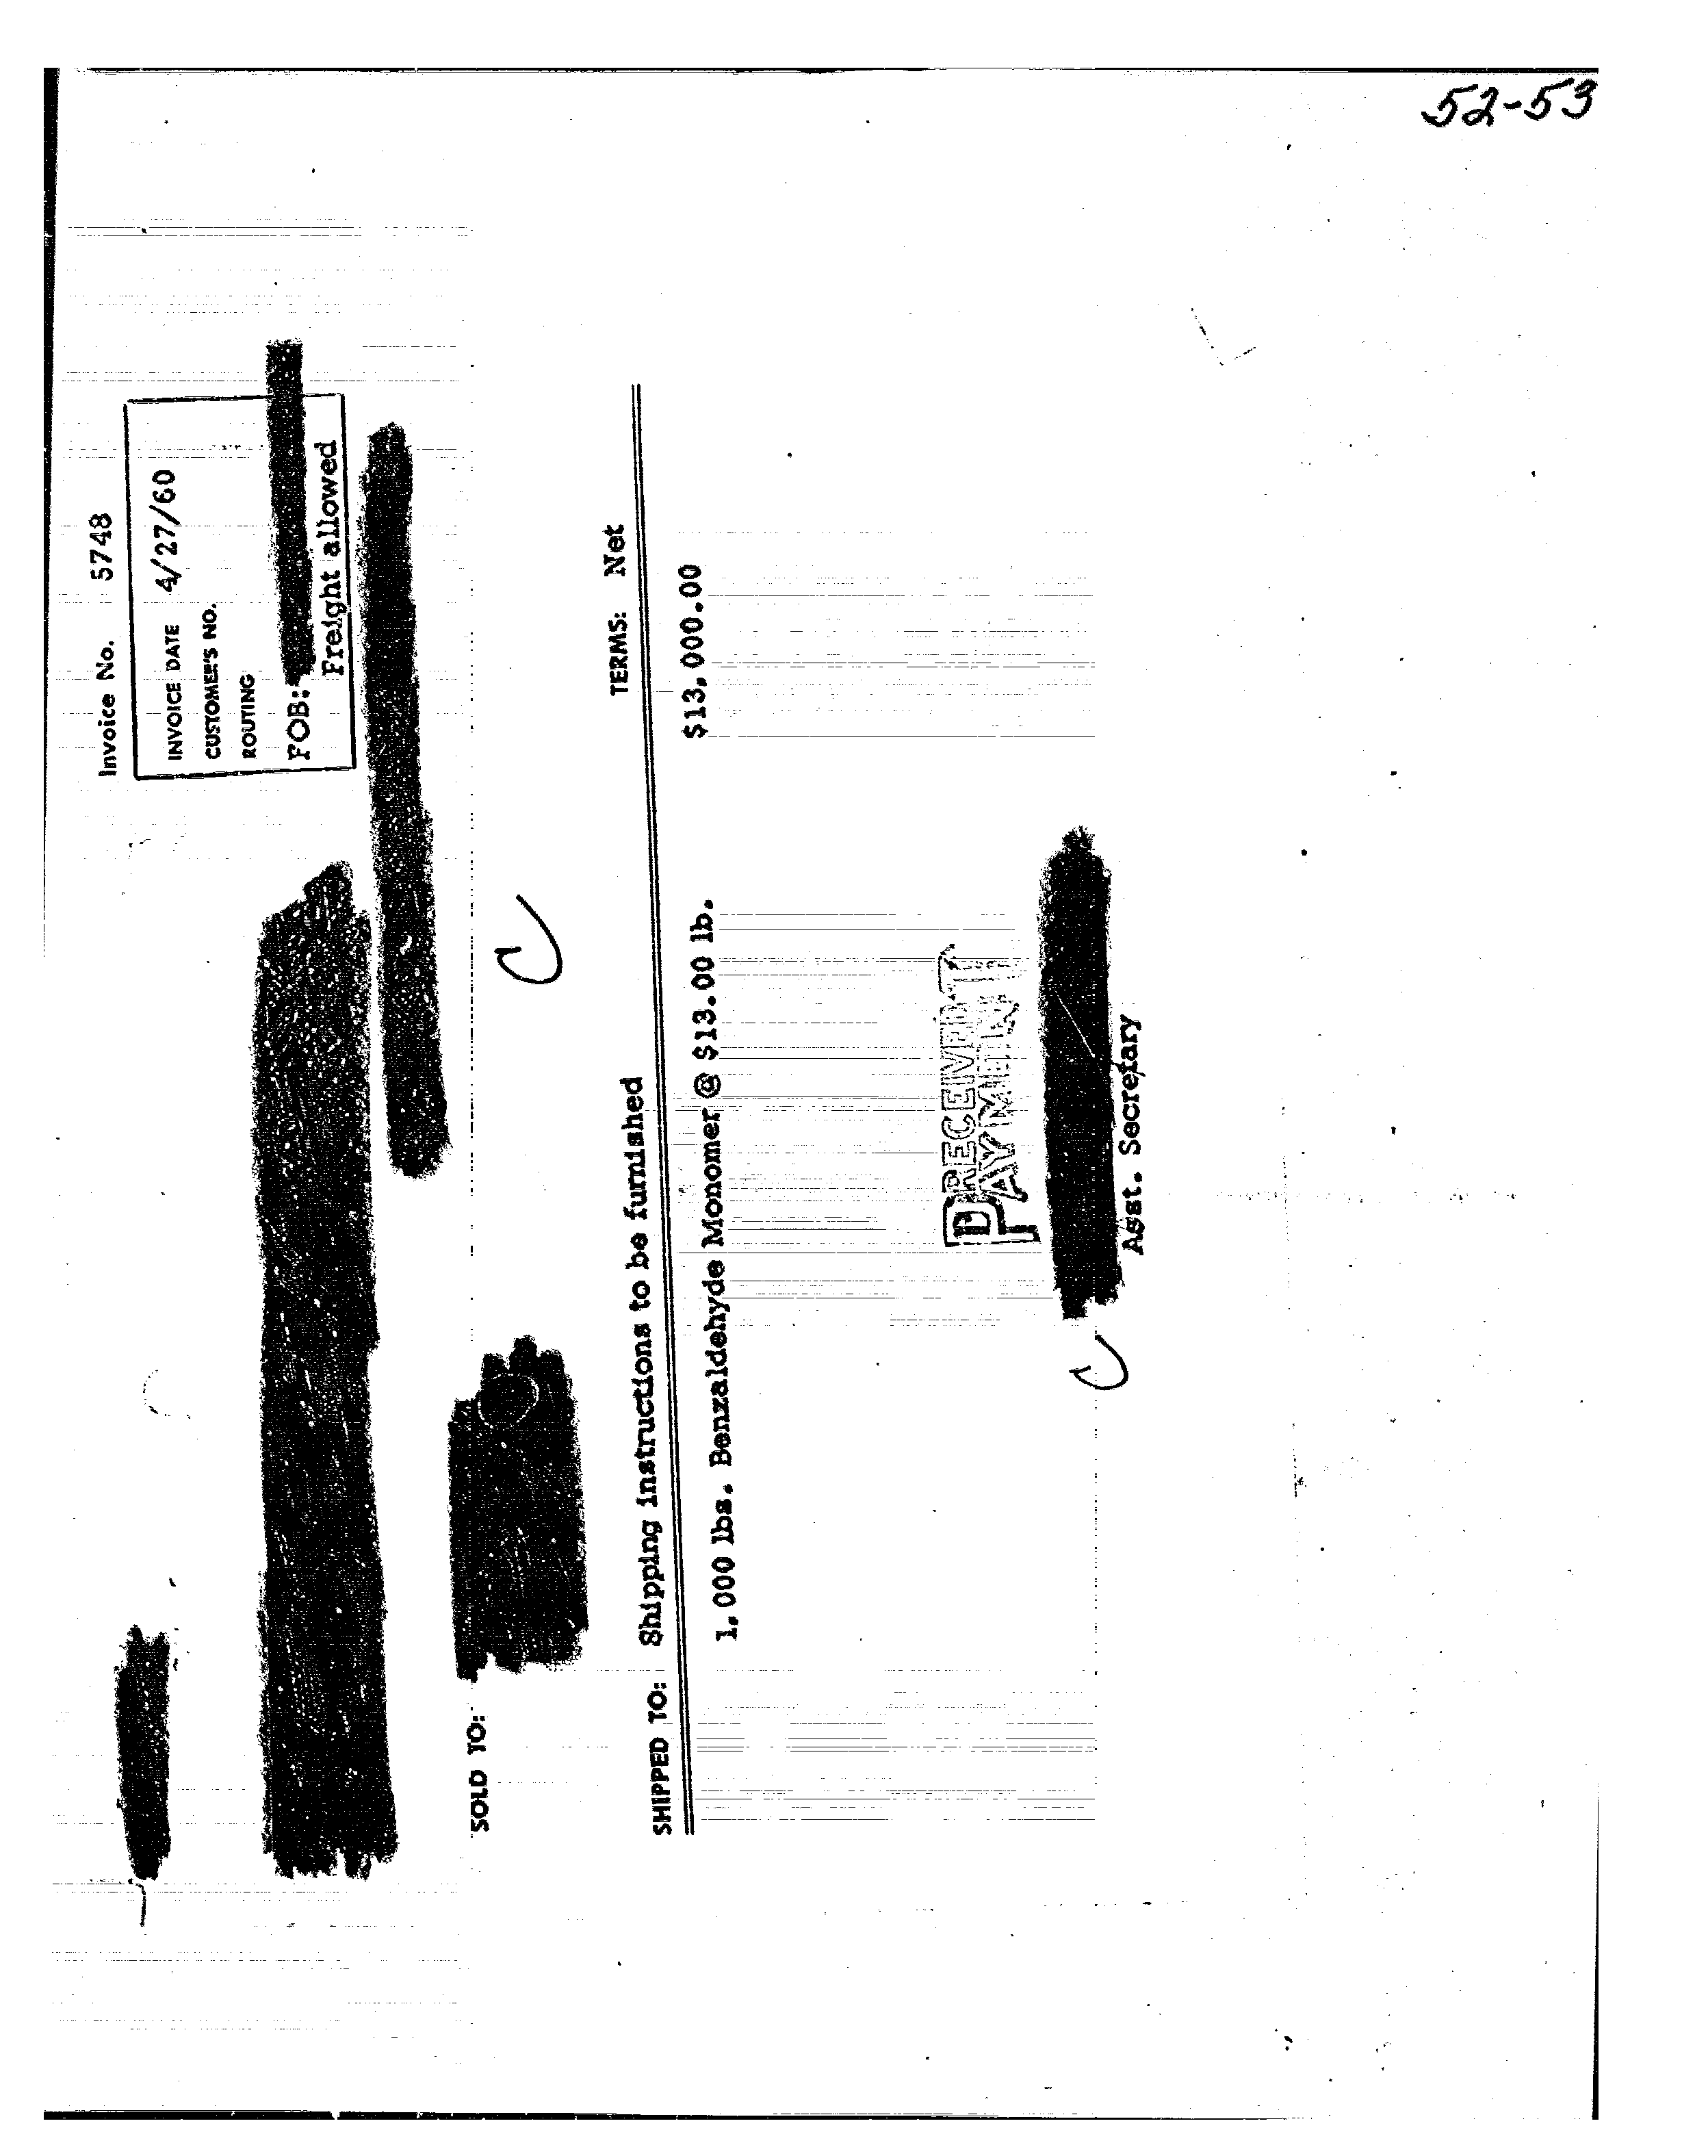 52-53
Invoice No. 5748
INVOICE DATE 4/27/60
CUSTOMER'S NO.
ROUTING
FOB:
Freight allowed
SOLD TO:
TERMS: Net
SHIPPED TO: Shipping instructions to be furnished
1,000 lbs. Benzaldehyde Monomer @ $13.00 lb. $13,000.00
RECEIVED
PAYMENT
Asst. Secretary